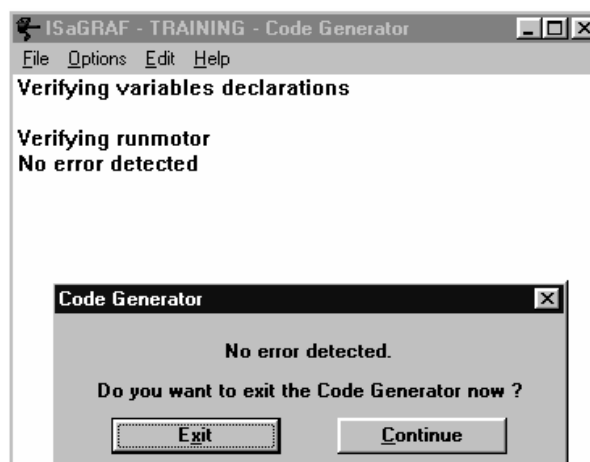 ISaGRAF - TRAINING - Code Generator
File Options Edit Help
Verifying variables declarations
Verifying runmotor
No error detected
Code Generator
No error detected.
Do you want to exit the Code Generator now ?
Exit Continue